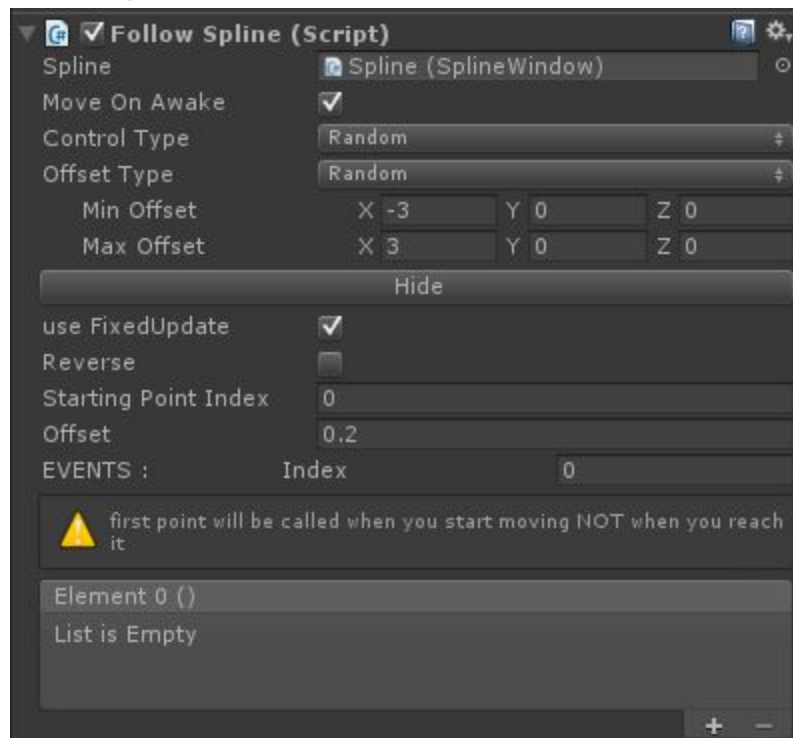 Follow Spline (Script)
Spline Spline (SplineWindow)
Move On Awake
Control Type Random
Offset Type Random
Min Offset X -3 Y 0 Z 0
Max Offset X 3 Y 0 Z 0
Hide
use FixedUpdate
Reverse
Starting Point Index 0
Offset 0.2
EVENTS : Index 0
first point will be called when you start moving NOT when you reach
it
Element 0 ()
List is Empty
+ −